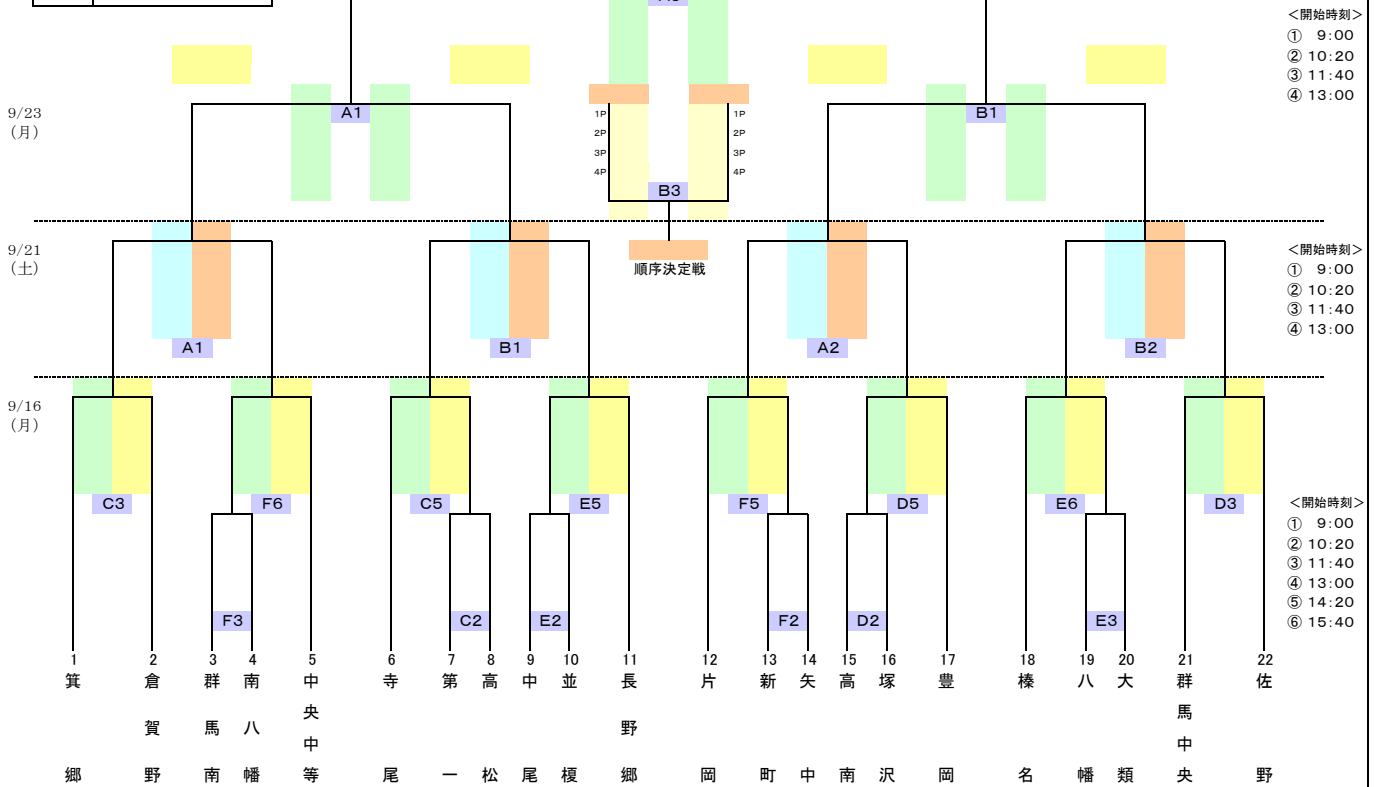 ＜開始時刻＞
① 9:00
② 10:20
③ 11:40
④ 13:00
9/23
（月）
A1
B1
1P
2P
3P
4P
1P
2P
3P
4P
B3
9/21
（土）
順序決定戦
＜開始時刻＞
① 9:00
② 10:20
③ 11:40
④ 13:00
A1
B1
A2
B2
9/16
（月）
C3
F6
C5
E5
F5
D5
E6
D3
＜開始時刻＞
① 9:00
② 10:20
③ 11:40
④ 13:00
⑤ 14:20
⑥ 15:40
F3
C2
E2
F2
D2
E3
1 2 3 4 5 6 7 8 9 10 11 12 13 14 15 16 17 18 19 20 21 22
箕郷
倉賀野
群馬南
南八幡
中央中等
寺尾
第一
高松
中尾
並榎
長野郷
片岡
新町
矢中
高南
塚沢
豊岡
榛名
八幡
大類
群馬中央
佐野